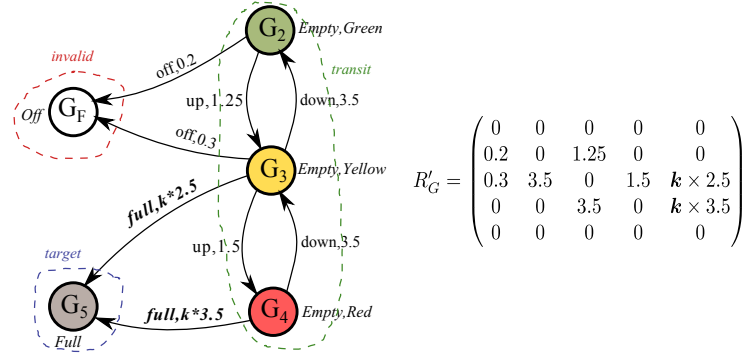 G2 Empty,Green
invalid
off,0.2
transit
Off GF
up,1.25 down,3.5
off,0.3
G3 Empty,Yellow
full,k*2.5
up,1.5 down,3.5
target
G5
Full
full,k*3.5
G4 Empty,Red
R'G =
0 0 0 0 0
0.2 0 1.25 0 0
0.3 3.5 0 1.5 k × 2.5
0 0 3.5 0 k × 3.5
0 0 0 0 0